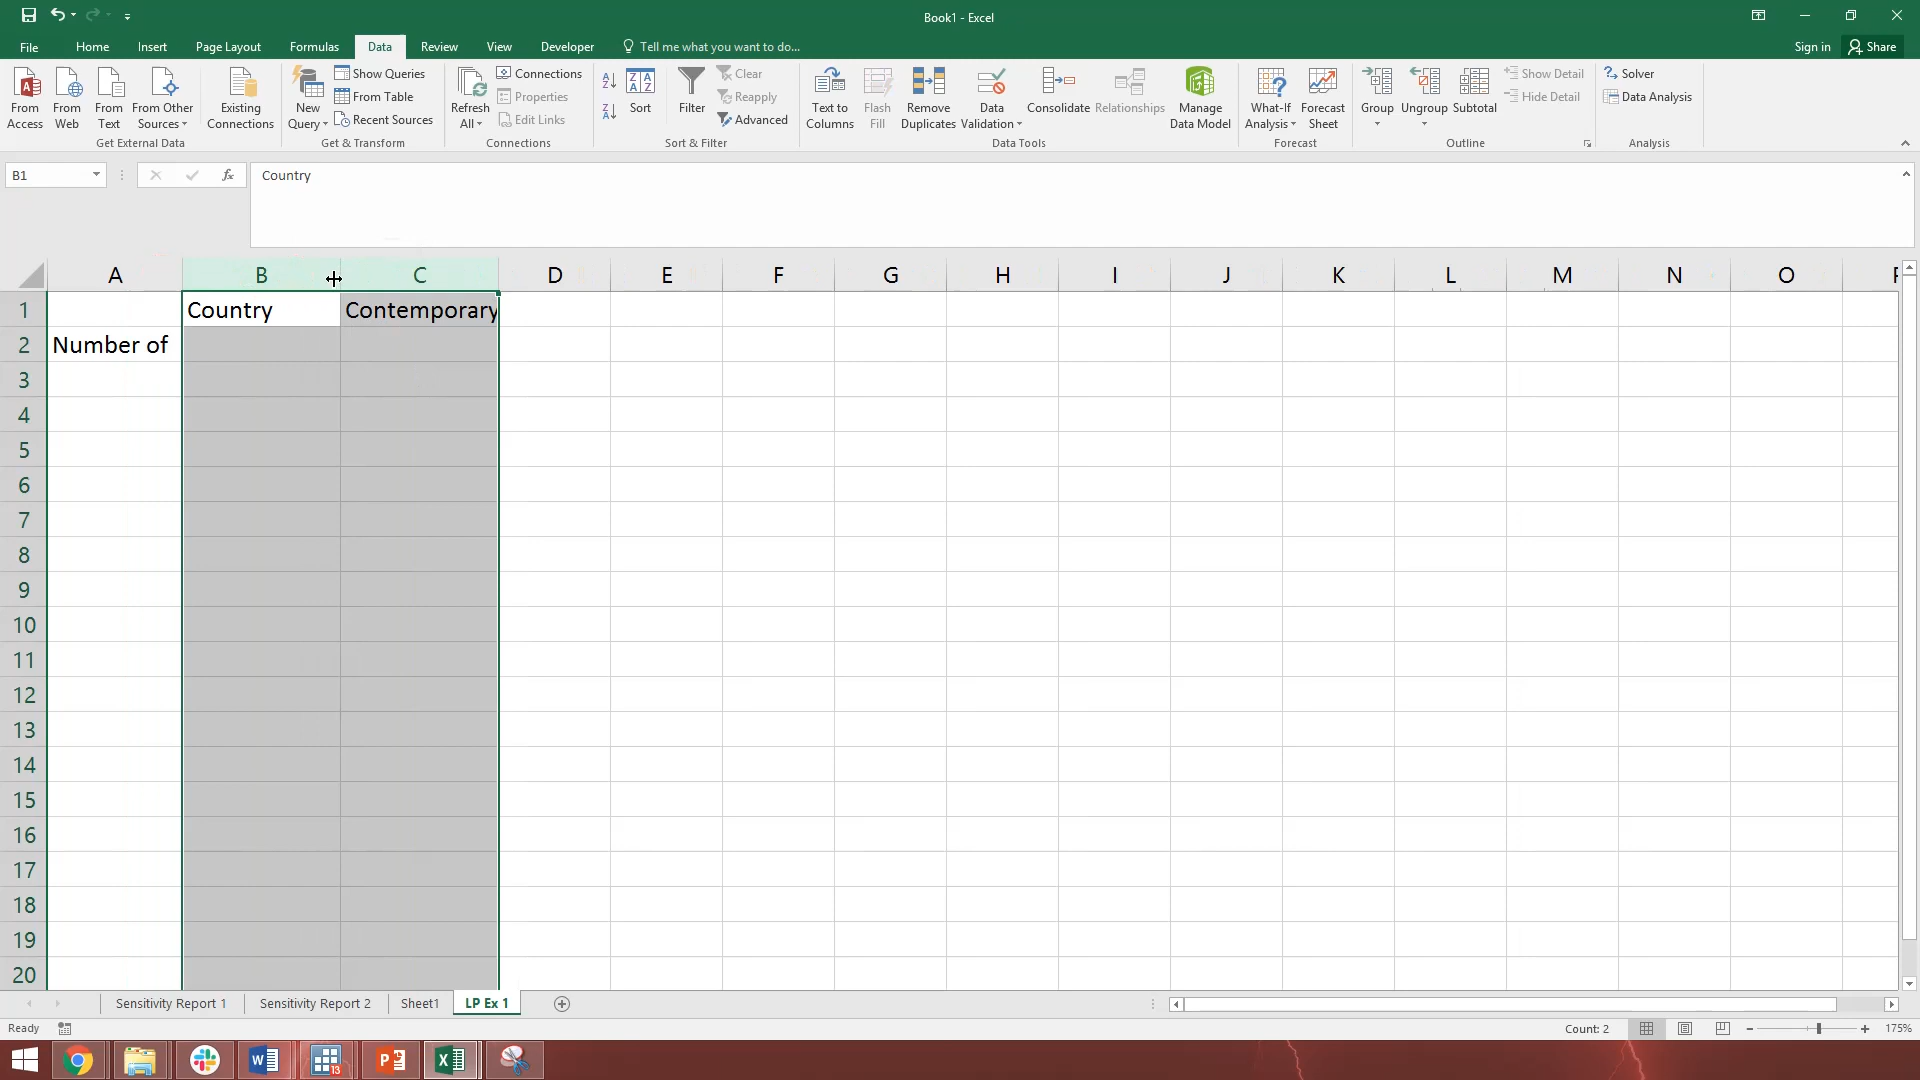 Book1 - Excel
File Home Insert Page Layout Formulas Data Review View Developer Tell me what you want to do... Sign in Share
From Access
From Web
From Text
From Other Sources
Existing Connections
Get External Data
New Query
Show Queries
From Table
Recent Sources
Get & Transform
Refresh All
Connections
Properties
Edit Links
Connections
Sort
Filter
Clear
Reapply
Advanced
Sort & Filter
Text to Columns
Flash Fill
Remove Duplicates
Data Validation
Consolidate
Relationships
Manage Data Model
Data Tools
What-If Analysis
Forecast Sheet
Forecast
Group
Ungroup
Subtotal
Show Detail
Hide Detail
Outline
Solver
Data Analysis
Analysis
B1 fx Country
A B C D E F G H I J K L M N O
1 Country Contemporary
2 Number of
3
4
5
6
7
8
9
10
11
12
13
14
15
16
17
18
19
20
Sensitivity Report 1 Sensitivity Report 2 Sheet1 LP Ex 1
Ready Count: 2 175%
13